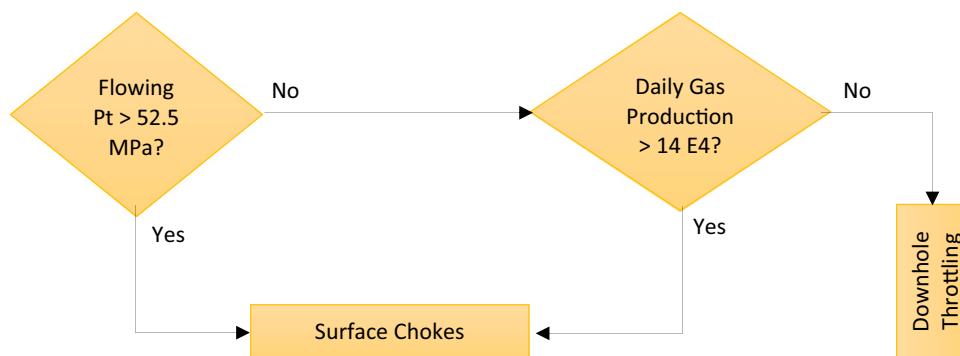 Flowing
Pt > 52.5
MPa?
No
Daily Gas
Production
> 14 E4?
No
Yes
Yes
Surface Chokes
Downhole
Throttling